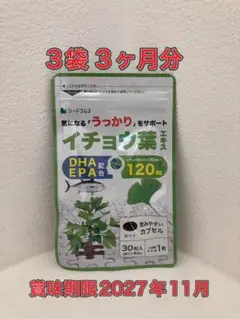 3袋 3ヶ月分
シードコムス
気になる「うっかり」をサポート
イチョウ葉エキス
DHA
EPA
配合
120mg
飲みやすい
カプセル
30粒入
1粒
賞味期限2027年11月